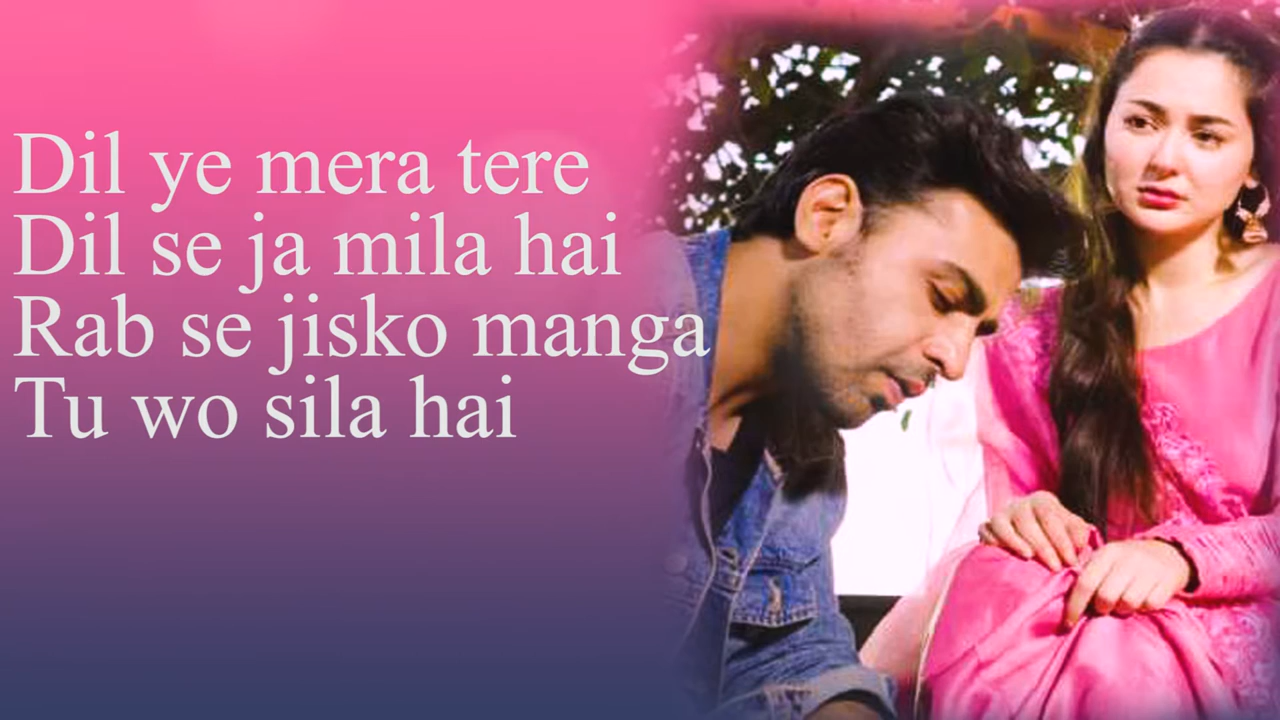 Dil ye mera tere
Dil se ja mila hai
Rab se jisko manga
Tu wo sila hai